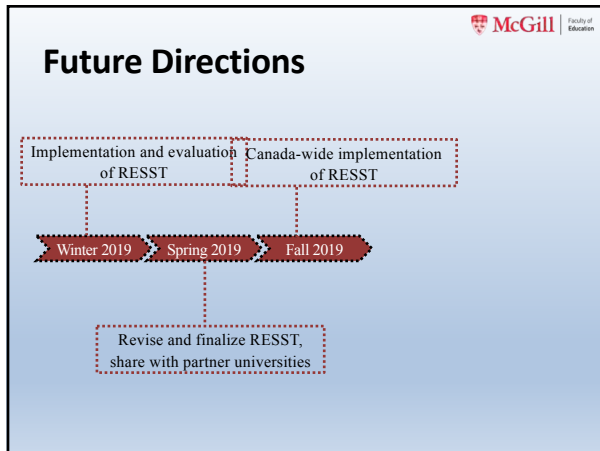 McGill
Faculty of
Education
Future Directions
Implementation and evaluation
of RESST
Canada-wide implementation
of RESST
Winter 2019
Spring 2019
Fall 2019
Revise and finalize RESST,
share with partner universities